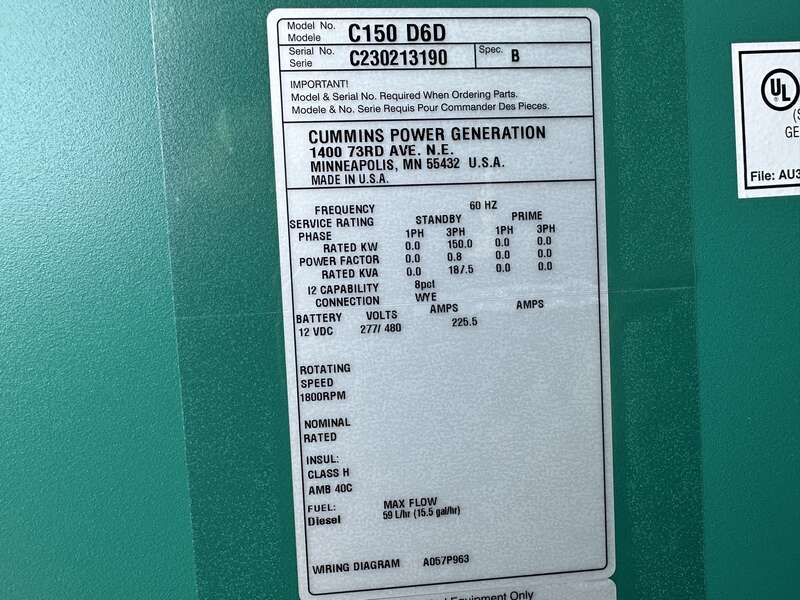 Model No. C150 D6D
Modele
Serial No. C230213190 Spec. B
Serie
IMPORTANT!
Model & Serial No. Required When Ordering Parts.
Modele & No. Serie Requis Pour Commander Des Pieces.
CUMMINS POWER GENERATION
1400 73RD AVE. N.E.
MINNEAPOLIS, MN 55432 U.S.A.
MADE IN U.S.A.
FREQUENCY 60 HZ
SERVICE RATING STANDBY PRIME
PHASE 1PH 3PH 1PH 3PH
RATED KW 0.0 150.0 0.0 0.0
POWER FACTOR 0.0 0.8 0.0 0.0
RATED KVA 0.0 187.5 0.0 0.0
I2 CAPABILITY 8pct
CONNECTION WYE
BATTERY VOLTS AMPS AMPS
12 VDC 277/ 480 225.5
ROTATING
SPEED
1800RPM
NOMINAL
RATED
INSUL:
CLASS H
AMB 40C
FUEL: MAX FLOW
Diesel 59 L/hr (15.5 gal/hr)
WIRING DIAGRAM A057P963
Equipment Only
UL
(S
GE
File: AU3